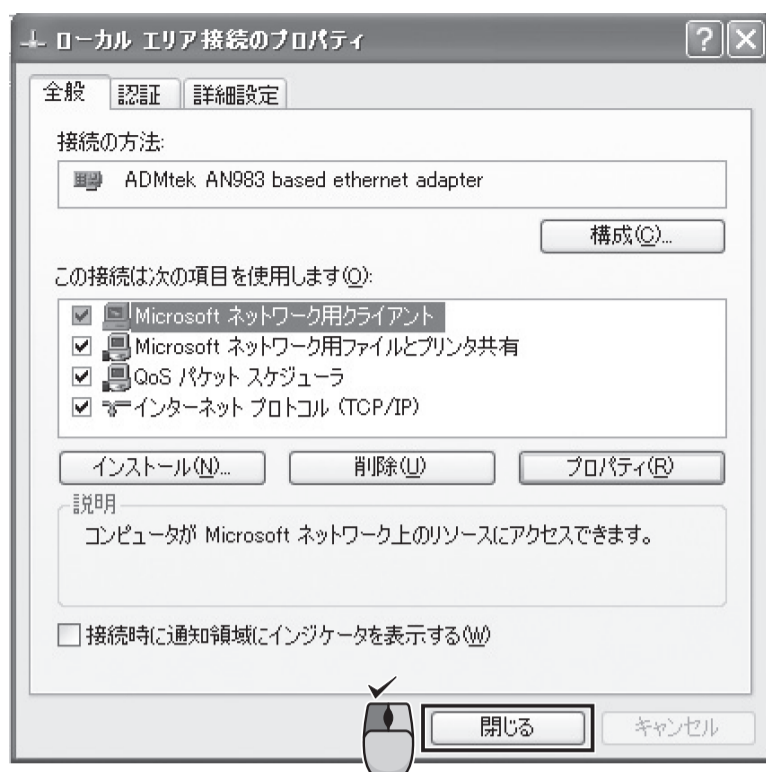 ローカル エリア接続のプロパティ
全般 認証 詳細設定
接続の方法:
ADMtek AN983 based ethernet adapter
構成(C)...
この接続は次の項目を使用します(O):
Microsoft ネットワーク用クライアント
Microsoft ネットワーク用ファイルとプリンタ共有
QoS パケット スケジューラ
インターネット プロトコル (TCP/IP)
インストール(N)... 削除(U) プロパティ(R)
説明
コンピュータが Microsoft ネットワーク上のリソースにアクセスできます。
接続時に通知領域にインジケータを表示する(W)
閉じる キャンセル